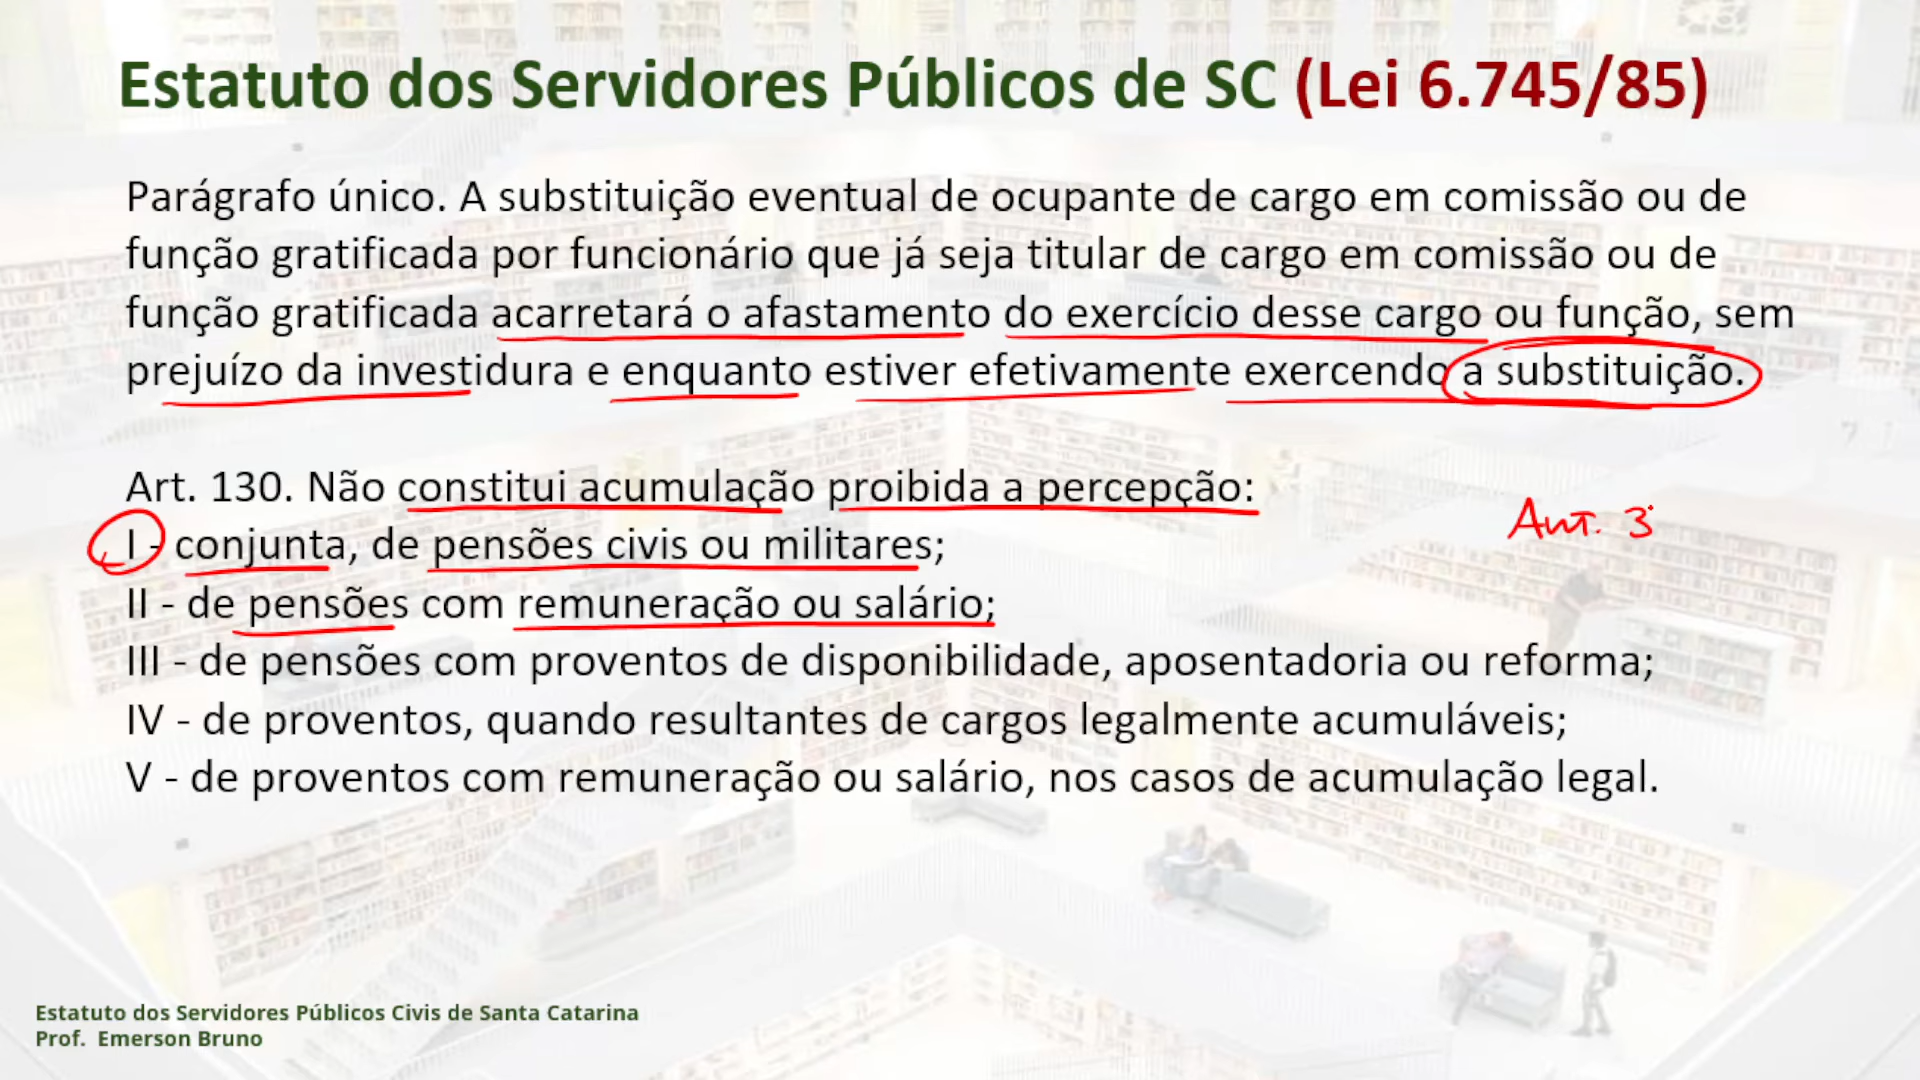 Estatuto dos Servidores Públicos de SC (Lei 6.745/85)
Parágrafo único. A substituição eventual de ocupante de cargo em comissão ou de
função gratificada por funcionário que já seja titular de cargo em comissão ou de
função gratificada acarretará o afastamento do exercício desse cargo ou função, sem
prejuízo da investidura e enquanto estiver efetivamente exercendo a substituição.
Art. 130. Não constitui acumulação proibida a percepção:
I - conjunta, de pensões civis ou militares;
Art. 3
II - de pensões com remuneração ou salário;
III - de pensões com proventos de disponibilidade, aposentadoria ou reforma;
IV - de proventos, quando resultantes de cargos legalmente acumuláveis;
V - de proventos com remuneração ou salário, nos casos de acumulação legal.
Estatuto dos Servidores Públicos Civis de Santa Catarina
Prof. Emerson Bruno